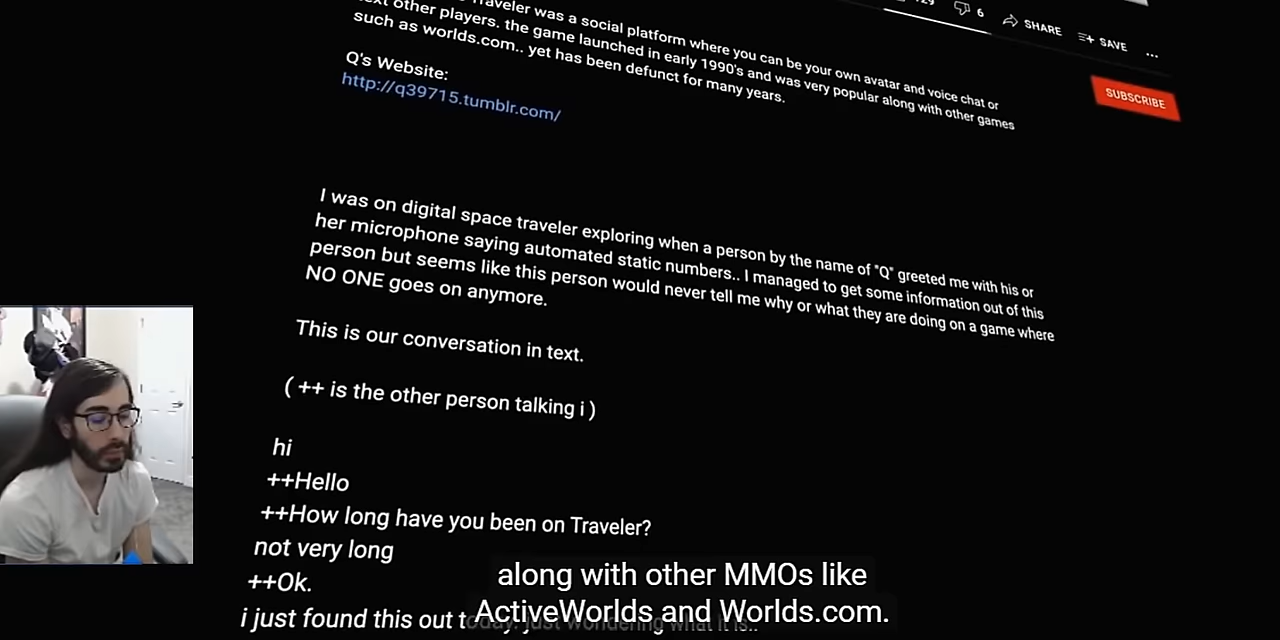 6 SHARE SAVE ...
Traveler was a social platform where you can be your own avatar and voice chat or
text other players. the game launched in early 1990's and was very popular along with other games
such as worlds.com.. yet has been defunct for many years.
SUBSCRIBE
Q's Website:
http://q39715.tumblr.com/
I was on digital space traveler exploring when a person by the name of "Q" greeted me with his or
her microphone saying automated static numbers.. I managed to get some information out of this
person but seems like this person would never tell me why or what they are doing on a game where
NO ONE goes on anymore.
This is our conversation in text.
( ++ is the other person talking i )
hi
++Hello
++How long have you been on Traveler?
not very long
++Ok.
i just found this out today. just wondering what it is..
along with other MMOs like
ActiveWorlds and Worlds.com.